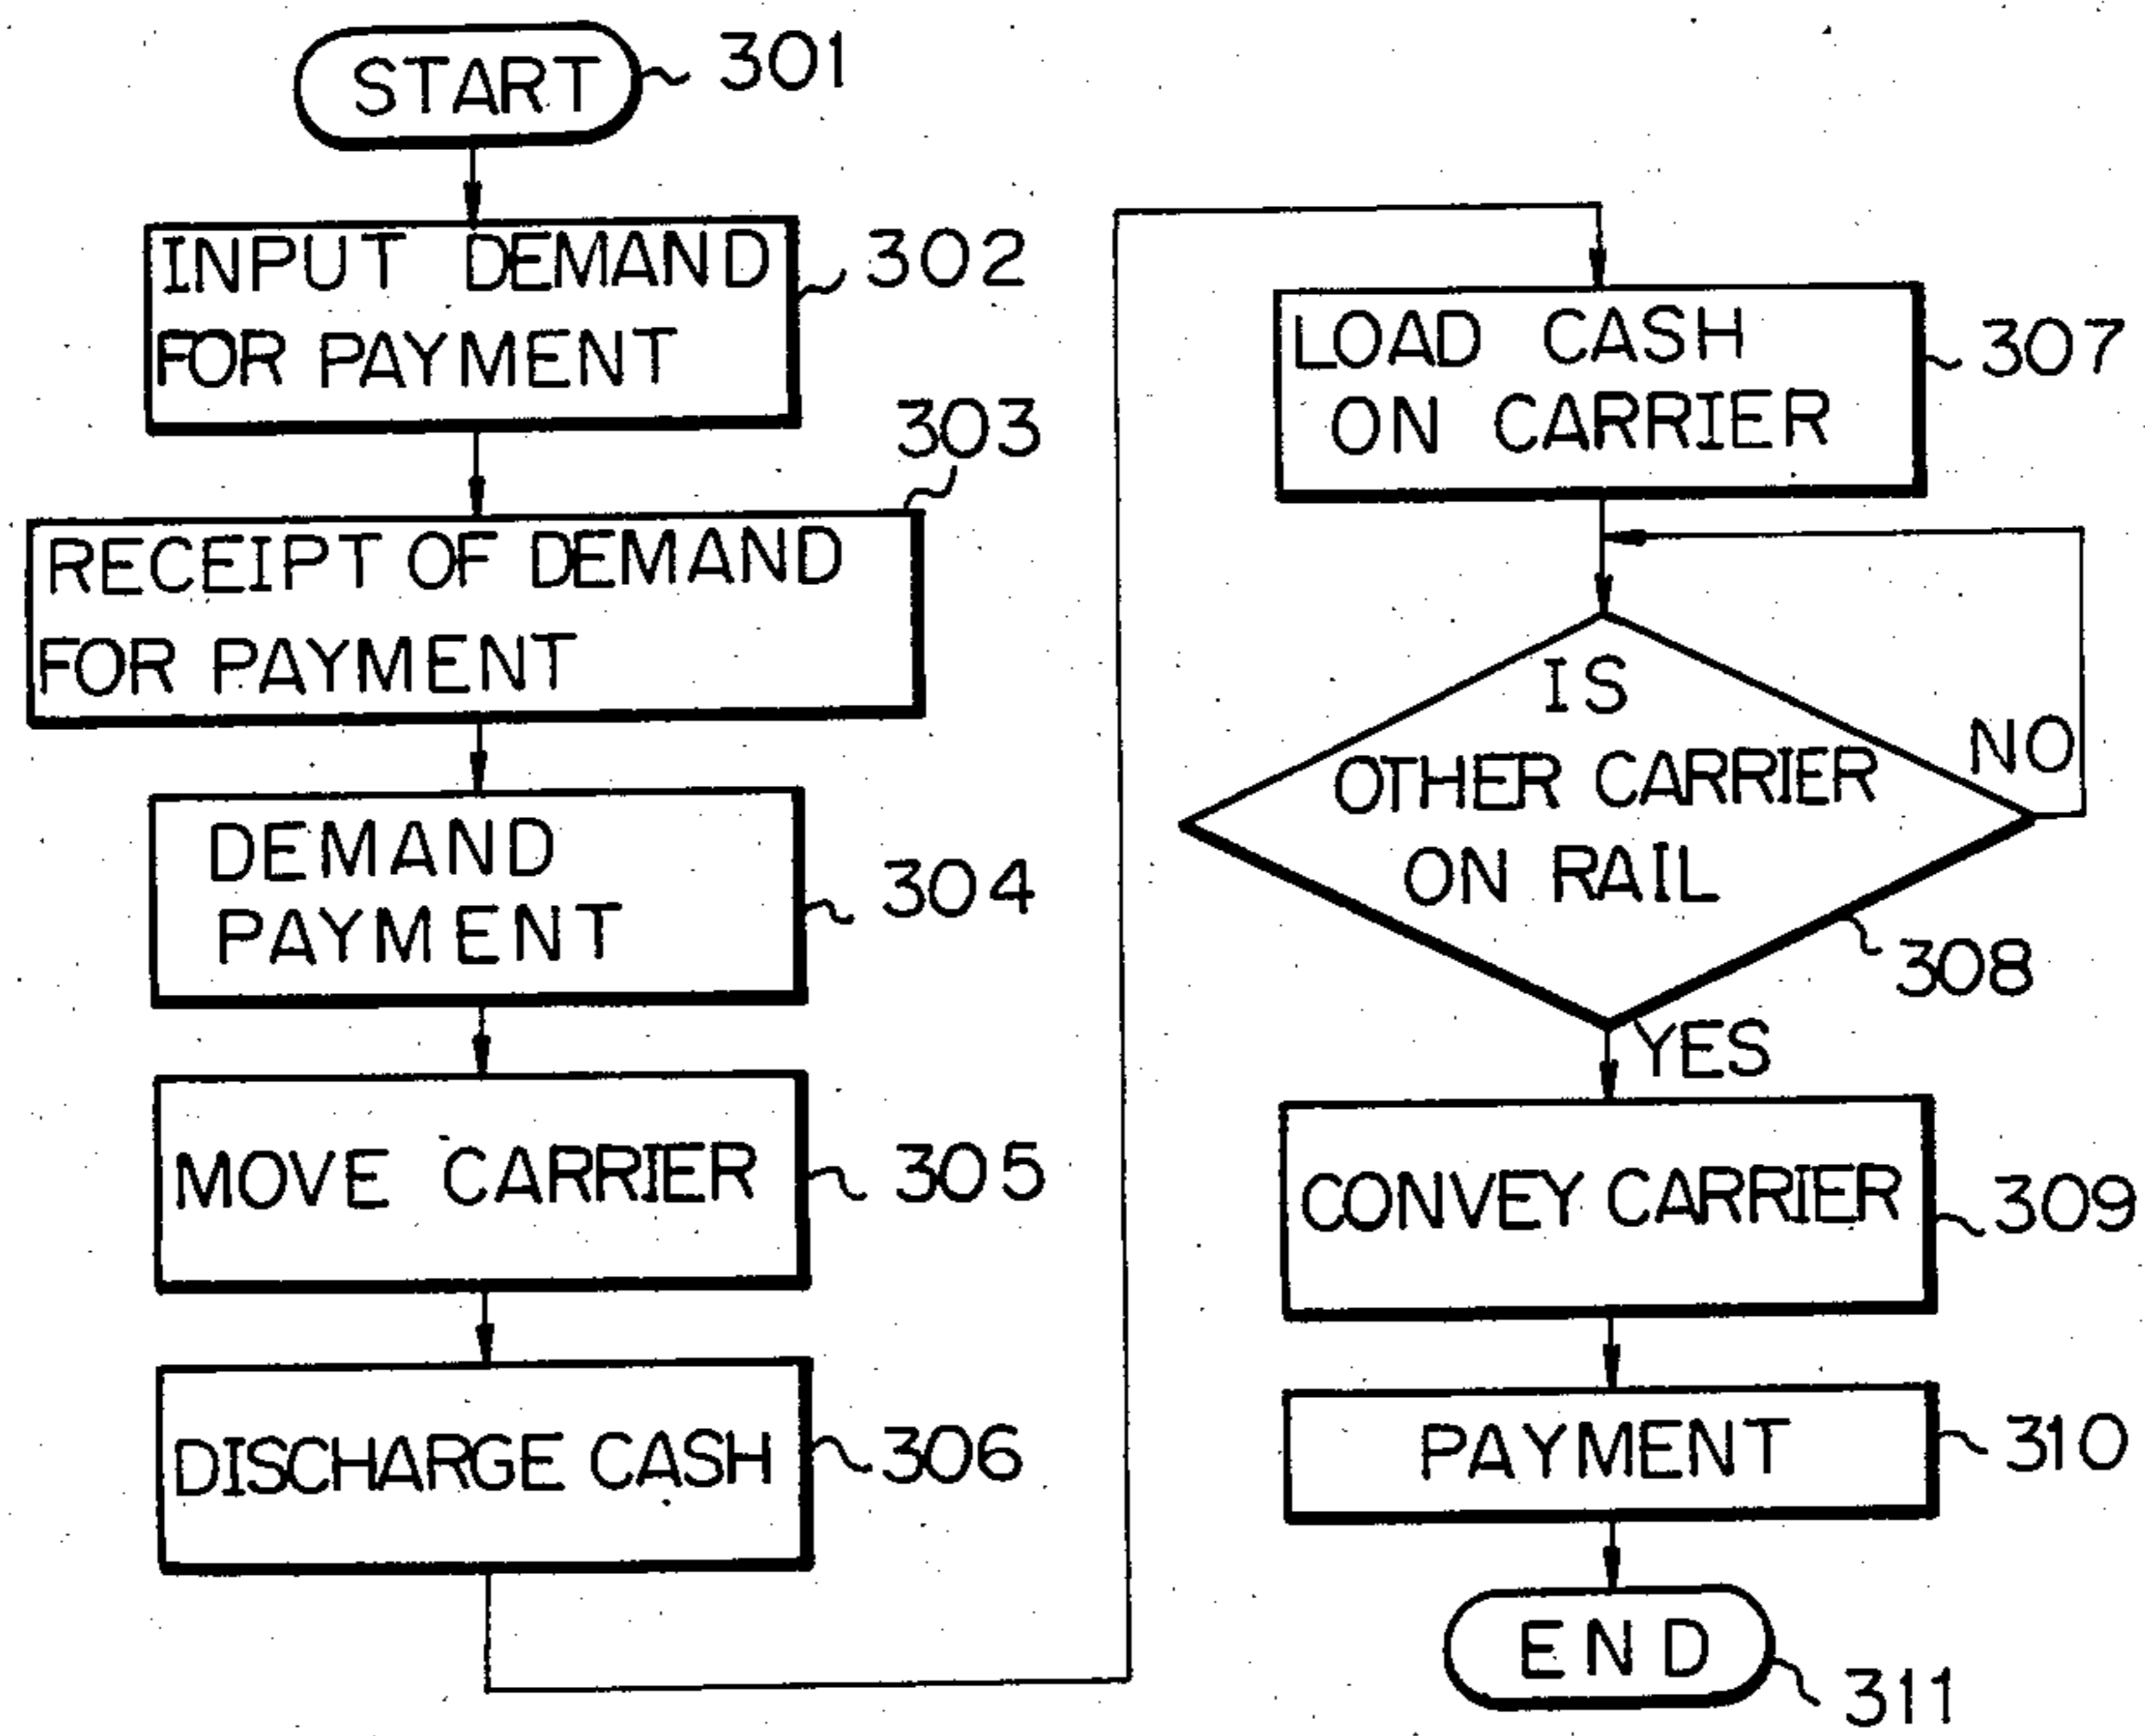 START
301
INPUT DEMAND
FOR PAYMENT
302
303
RECEIPT OF DEMAND
FOR PAYMENT
DEMAND
PAYMENT
304
MOVE CARRIER
305
DISCHARGE CASH
306
LOAD CASH
ON CARRIER
307
IS
OTHER CARRIER
ON RAIL
NO
308
YES
CONVEY CARRIER
309
PAYMENT
310
END
311